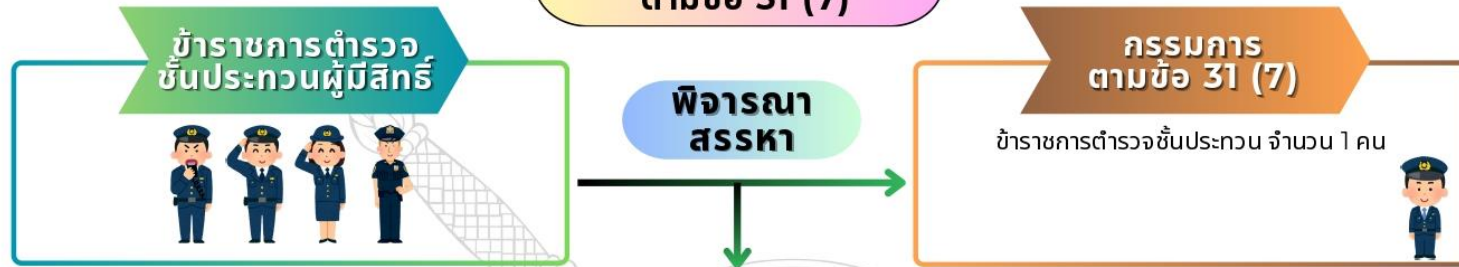 ตามข้อ 31 (7)
ข้าราชการตำรวจ
ชั้นประทวนผู้มีสิทธิ์
พิจารณา
สรรหา
กรรมการ
ตามข้อ 31 (7)
ข้าราชการตำรวจชั้นประทวน จำนวน 1 คน